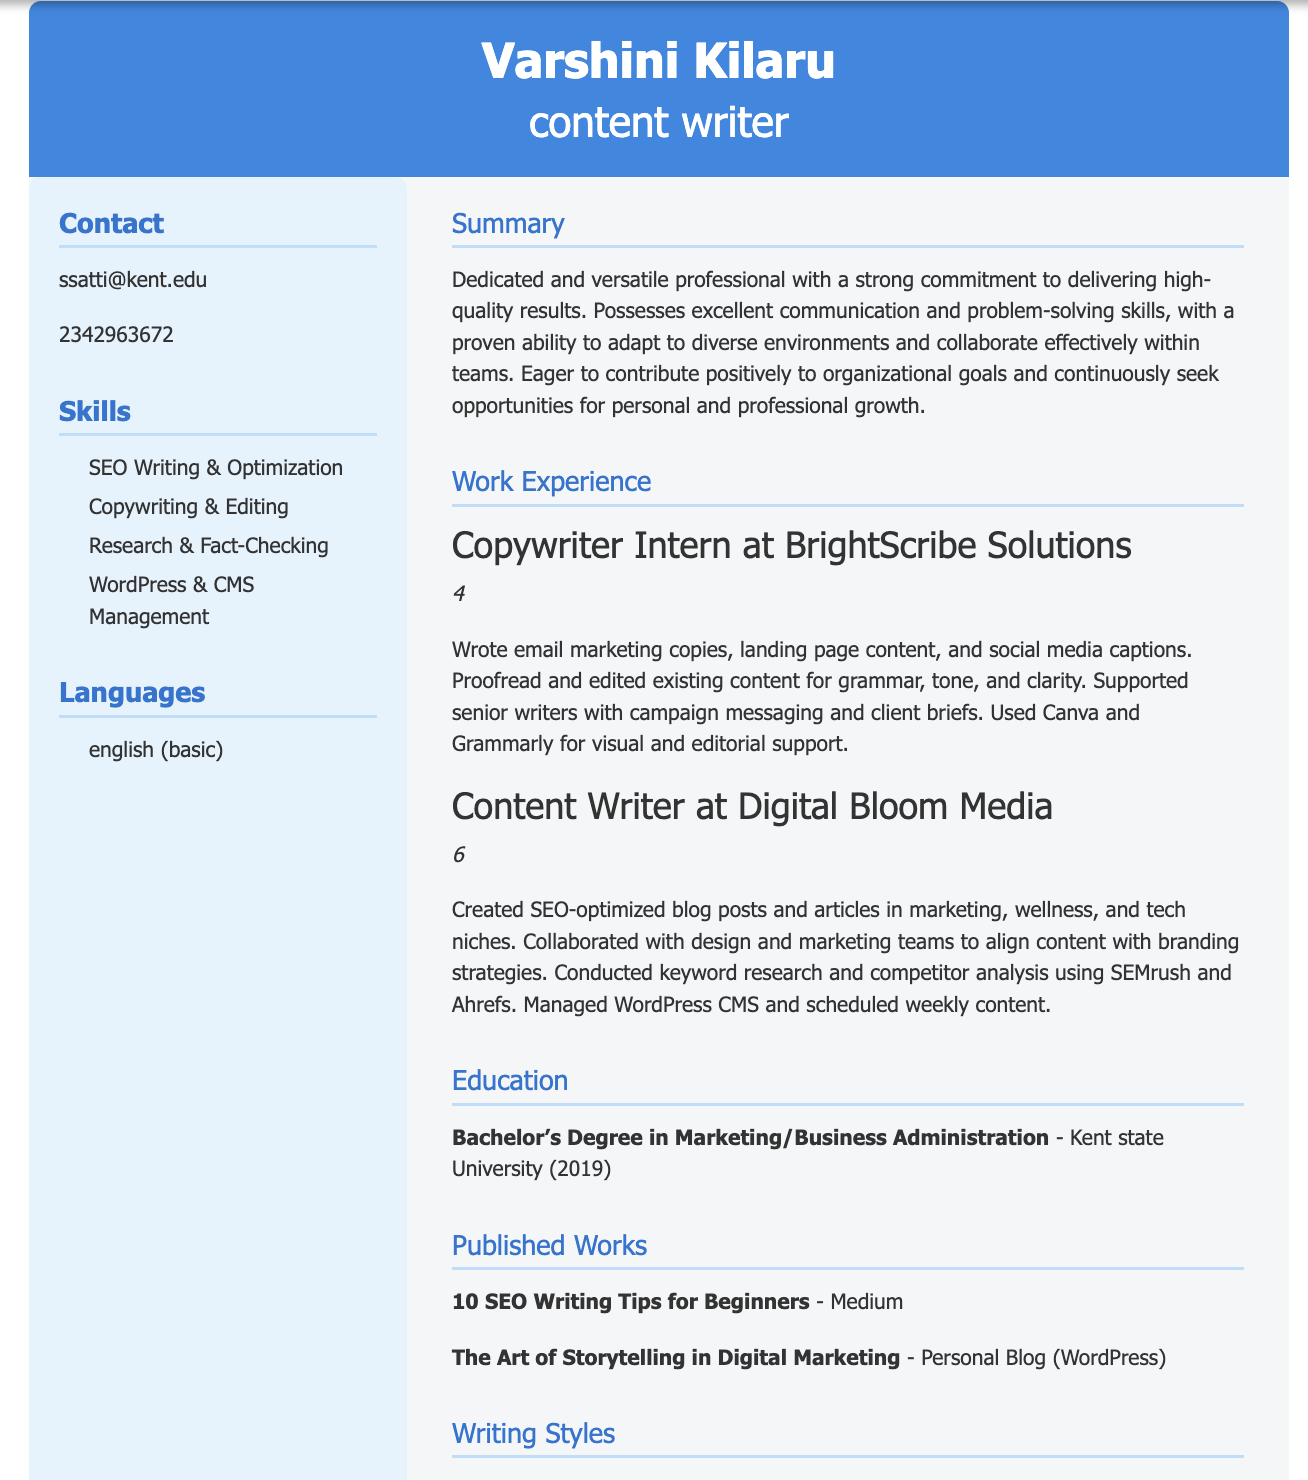 Varshini Kilaru
content writer
Contact
ssatti@kent.edu
2342963672
Skills
SEO Writing & Optimization
Copywriting & Editing
Research & Fact-Checking
WordPress & CMS
Management
Languages
english (basic)
Summary
Dedicated and versatile professional with a strong commitment to delivering high-
quality results. Possesses excellent communication and problem-solving skills, with a
proven ability to adapt to diverse environments and collaborate effectively within
teams. Eager to contribute positively to organizational goals and continuously seek
opportunities for personal and professional growth.
Work Experience
Copywriter Intern at BrightScribe Solutions
4
Wrote email marketing copies, landing page content, and social media captions.
Proofread and edited existing content for grammar, tone, and clarity. Supported
senior writers with campaign messaging and client briefs. Used Canva and
Grammarly for visual and editorial support.
Content Writer at Digital Bloom Media
6
Created SEO-optimized blog posts and articles in marketing, wellness, and tech
niches. Collaborated with design and marketing teams to align content with branding
strategies. Conducted keyword research and competitor analysis using SEMrush and
Ahrefs. Managed WordPress CMS and scheduled weekly content.
Education
Bachelor’s Degree in Marketing/Business Administration - Kent state
University (2019)
Published Works
10 SEO Writing Tips for Beginners - Medium
The Art of Storytelling in Digital Marketing - Personal Blog (WordPress)
Writing Styles